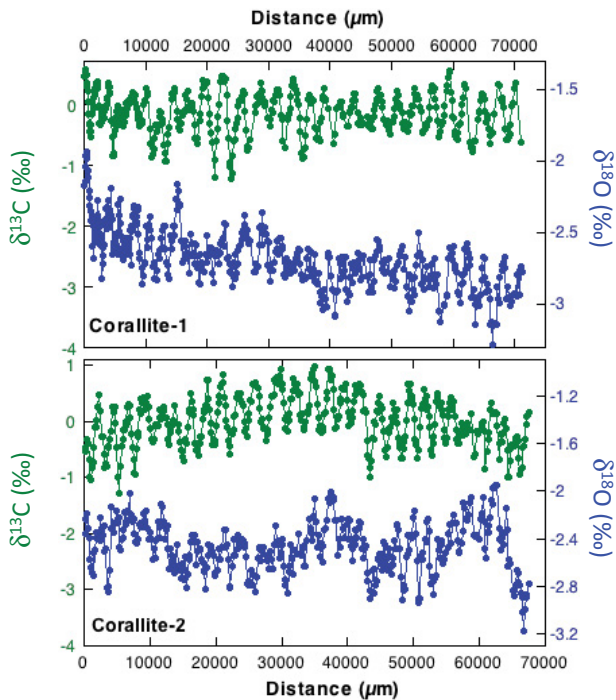 Distance (µm)
0 10000 20000 30000 40000 50000 60000 70000
δ13C (‰)
0
-1
-2
-3
-4
δ18O (‰)
-1.5
-2
-2.5
-3
Corallite-1
δ13C (‰)
1
0
-1
-2
-3
-4
δ18O (‰)
-1.2
-1.6
-2
-2.4
-2.8
-3.2
Corallite-2
0 10000 20000 30000 40000 50000 60000 70000
Distance (µm)